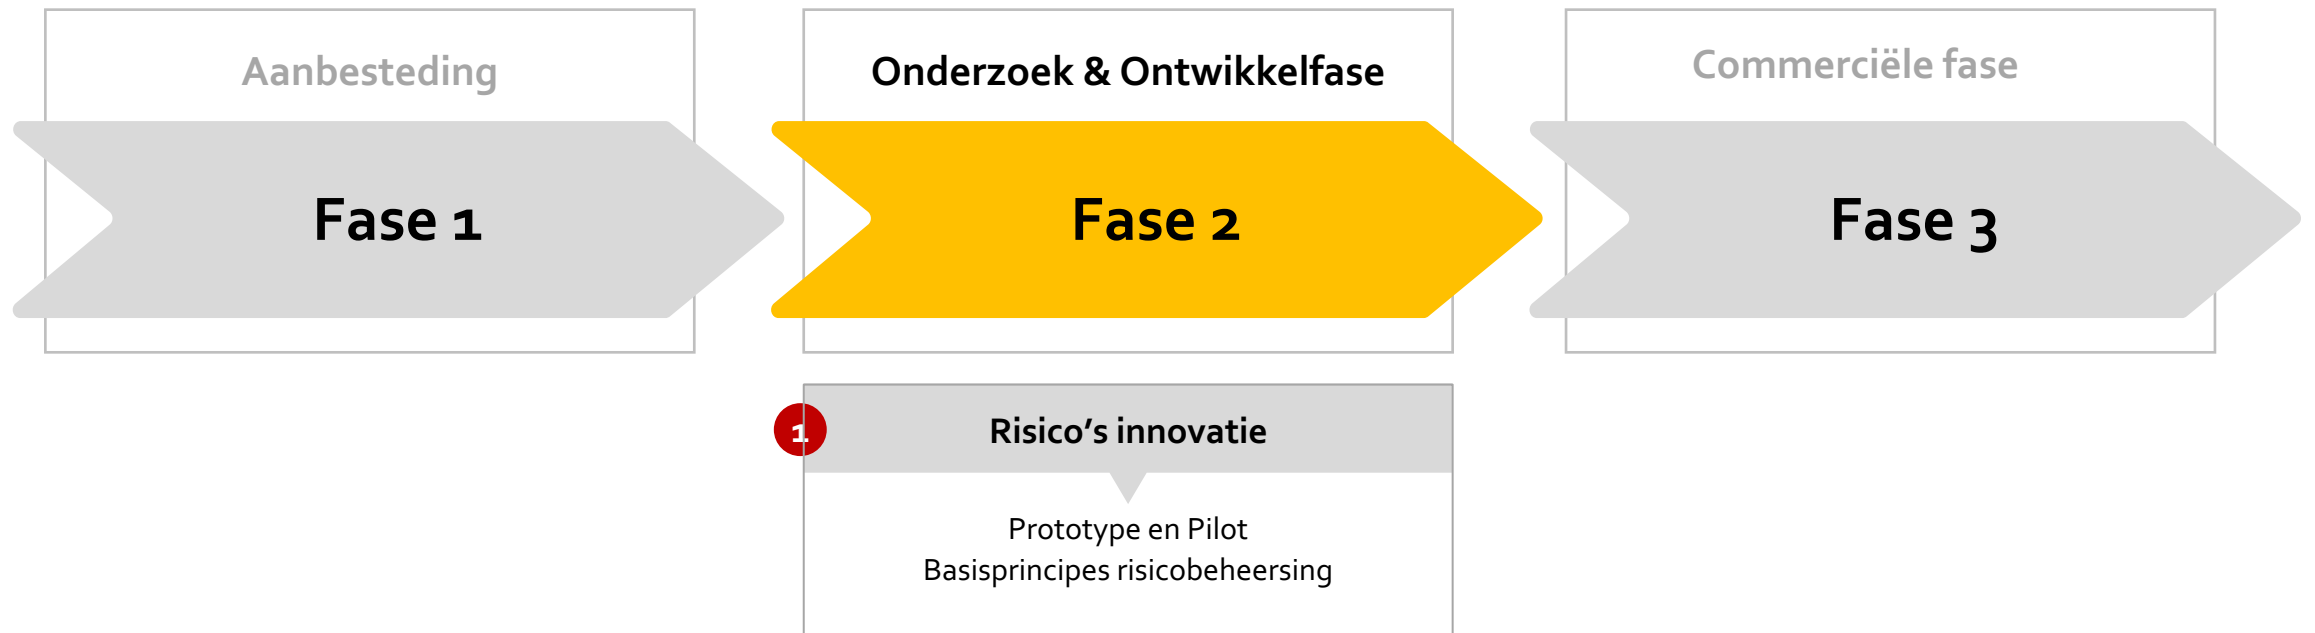 Aanbesteding
Onderzoek & Ontwikkelfase
Commerciële fase
Fase 1
Fase 2
Fase 3
1
Risico’s innovatie
Prototype en Pilot
Basisprincipes risicobeheersing